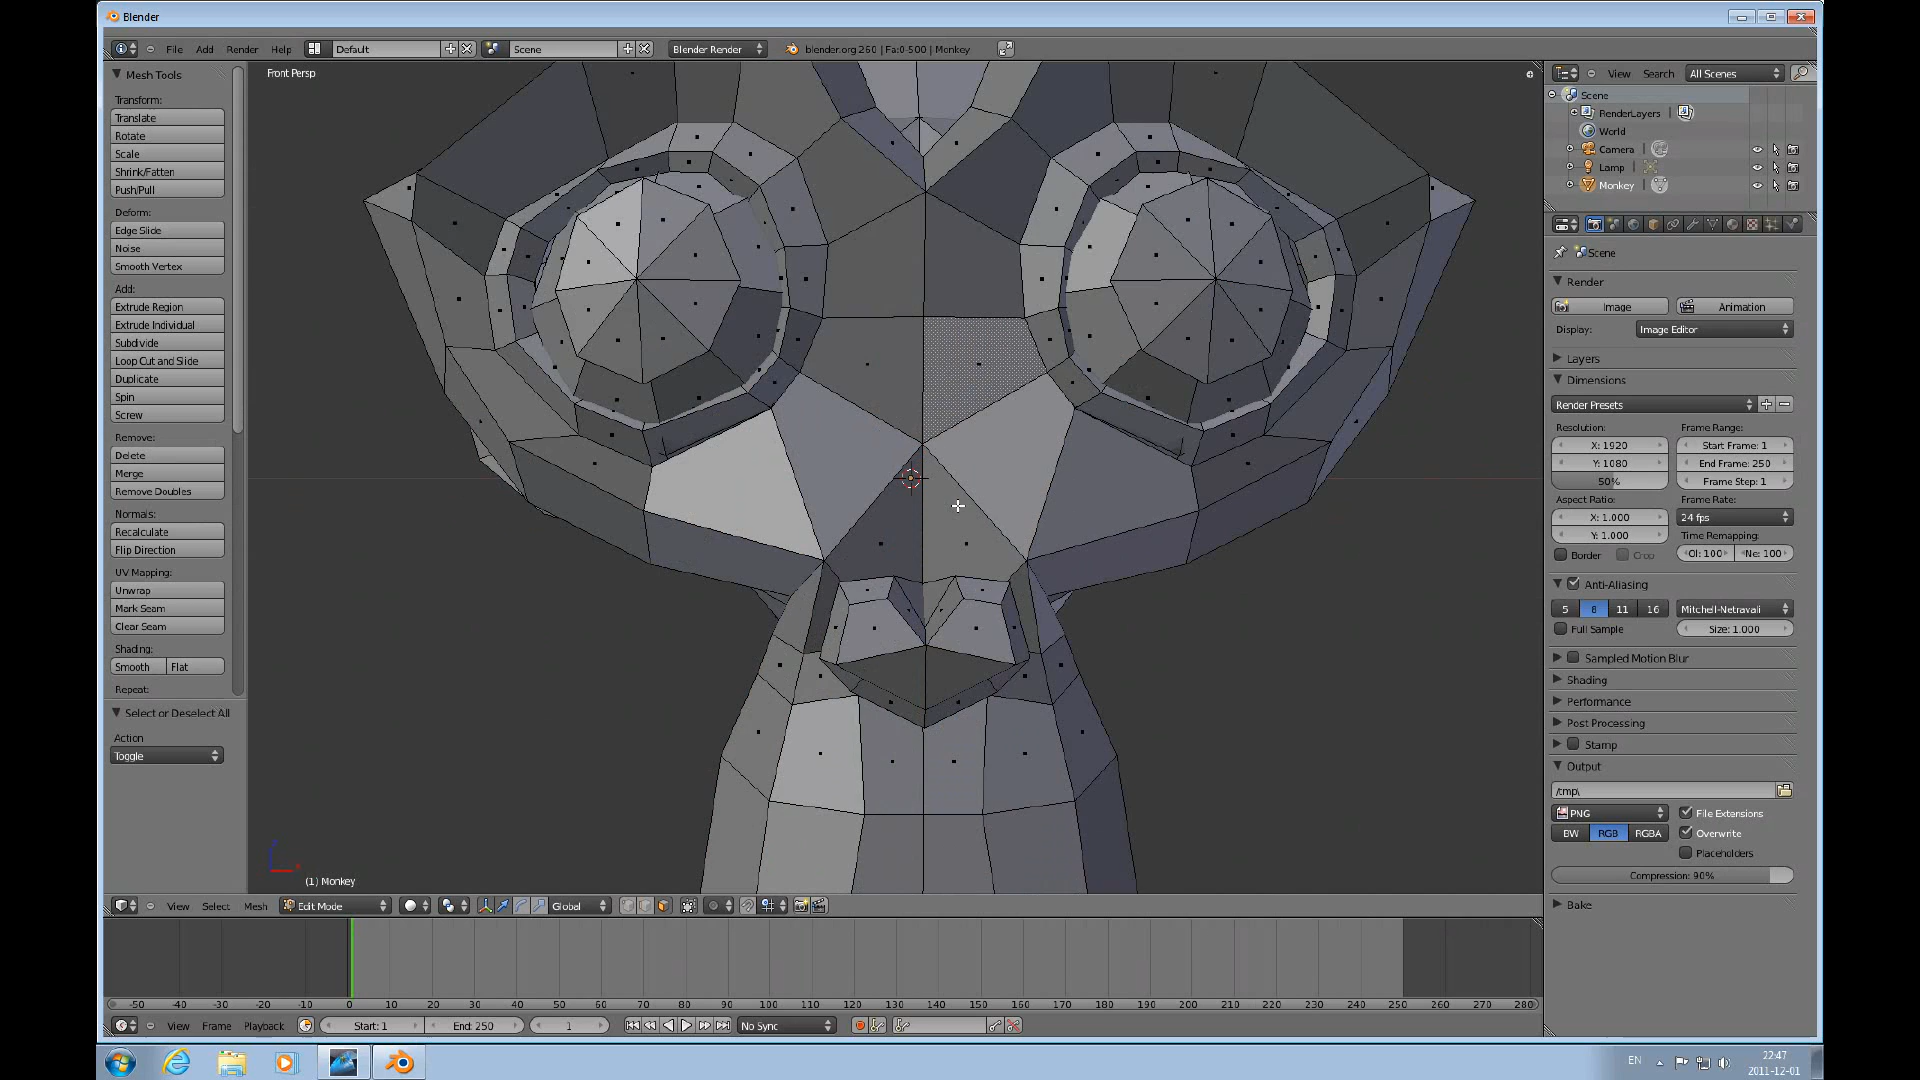 Blender
File Add Render Help Default Scene Blender Render blender.org 260 | Fa:0-500 | Monkey
Mesh Tools
Transform:
Translate
Rotate
Scale
Shrink/Fatten
Push/Pull
Deform:
Edge Slide
Noise
Smooth Vertex
Add:
Extrude Region
Extrude Individual
Subdivide
Loop Cut and Slide
Duplicate
Spin
Screw
Remove:
Delete
Merge
Remove Doubles
Normals:
Recalculate
Flip Direction
UV Mapping:
Unwrap
Mark Seam
Clear Seam
Shading:
Smooth Flat
Repeat:
Select or Deselect All
Action
Toggle
Front Persp
(1) Monkey
View Select Mesh Edit Mode Global
-50 -40 -30 -20 -10 0 10 20 30 40 50 60 70 80 90 100 110 120 130 140 150 160 170 180 190 200 210 220 230 240 250 260 270 280
View Frame Playback Start: 1 End: 250 1 No Sync
View Search All Scenes
Scene
RenderLayers
World
Camera
Lamp
Monkey
Scene
Render
Image Animation
Display: Image Editor
Layers
Dimensions
Render Presets
Resolution: Frame Range:
X: 1920 Start Frame: 1
Y: 1080 End Frame: 250
50% Frame Step: 1
Aspect Ratio: Frame Rate:
X: 1.000 24 fps
Y: 1.000 Time Remapping:
Border Crop Ol: 100 Ne: 100
Anti-Aliasing
5 8 11 16 Mitchell-Netravali
Full Sample Size: 1.000
Sampled Motion Blur
Shading
Performance
Post Processing
Stamp
Output
/tmp\
PNG File Extensions
BW RGB RGBA Overwrite
Placeholders
Compression: 90%
Bake
EN 22:47
2011-12-01